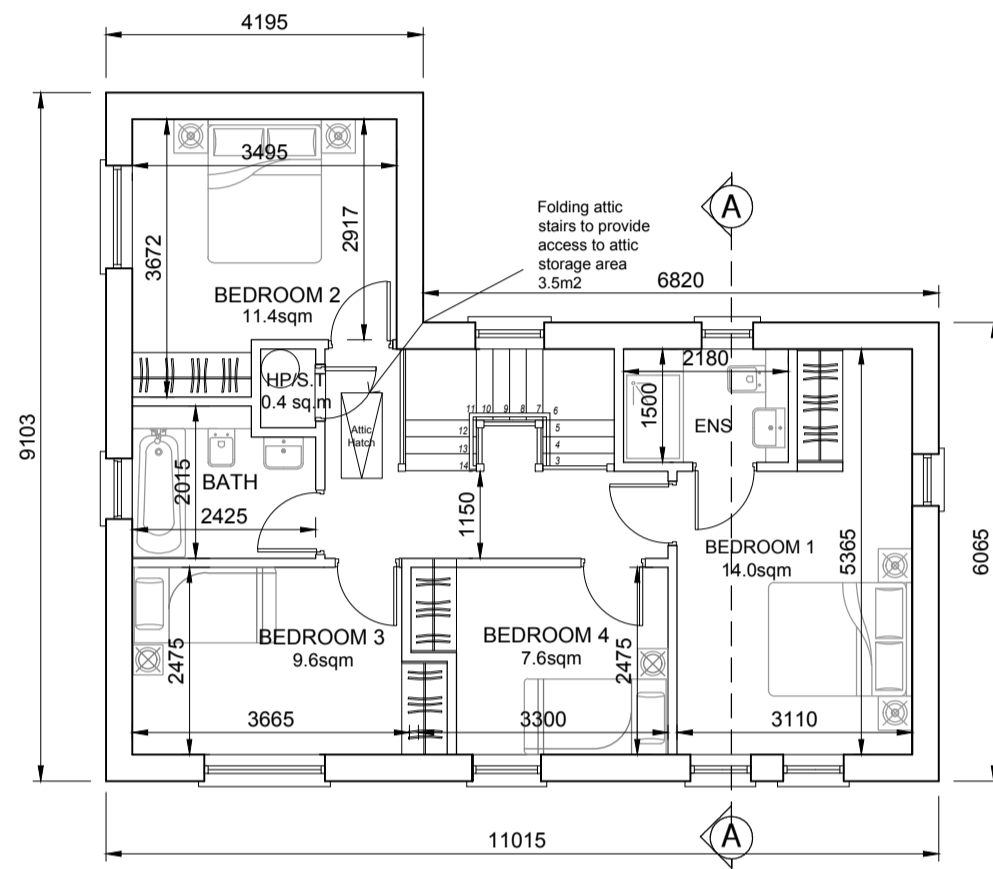 4195
9103
3495
3672
2917
BEDROOM 2
11.4sqm
Folding attic
stairs to provide
access to attic
storage area
3.5m2
A
6820
HP/S.T
0.4 sq.m
Attic
Hatch
11 10 9 8 7 6
12 5
13 4
14 3
2180
1500
ENS
2015
BATH
2425
1150
BEDROOM 1
14.0sqm
5365
6065
BEDROOM 3
9.6sqm
2475
3665
BEDROOM 4
7.6sqm
2475
3300
3110
A
11015